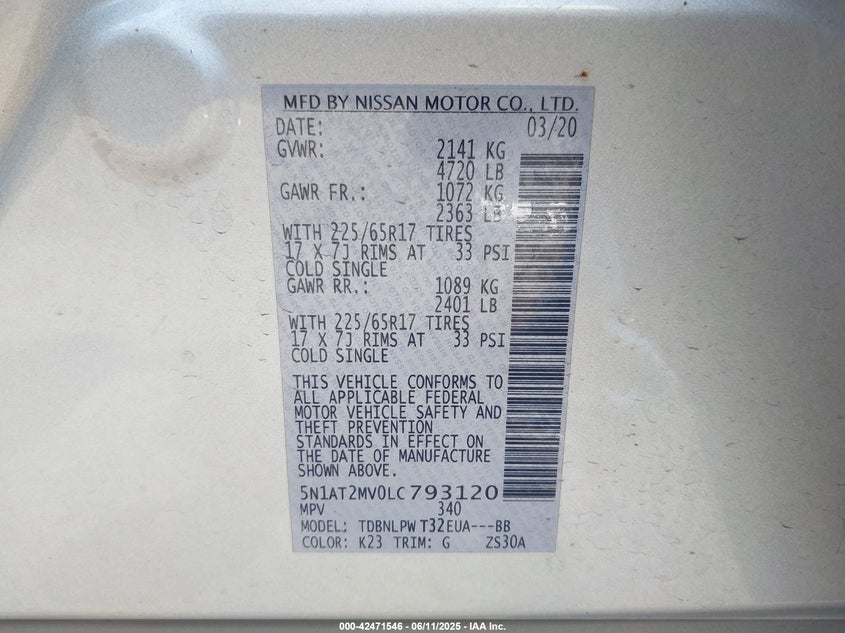 MFD BY NISSAN MOTOR CO., LTD.
DATE: 03/20
GVWR: 2141 KG
4720 LB
GAWR FR.: 1072 KG
2363 LB
WITH 225/65R17 TIRES
17 X 7J RIMS AT 33 PSI
COLD SINGLE
GAWR RR.: 1089 KG
2401 LB
WITH 225/65R17 TIRES
17 X 7J RIMS AT 33 PSI
COLD SINGLE
THIS VEHICLE CONFORMS TO
ALL APPLICABLE FEDERAL
MOTOR VEHICLE SAFETY AND
THEFT PREVENTION
STANDARDS IN EFFECT ON
THE DATE OF MANUFACTURE
SHOWN ABOVE.
5N1AT2MV0LC793120
MPV 340
MODEL: TDBNLPW T32EUA---BB
COLOR: K23 TRIM: G ZS30A
000-42471546 - 06/11/2025 - IAA Inc.